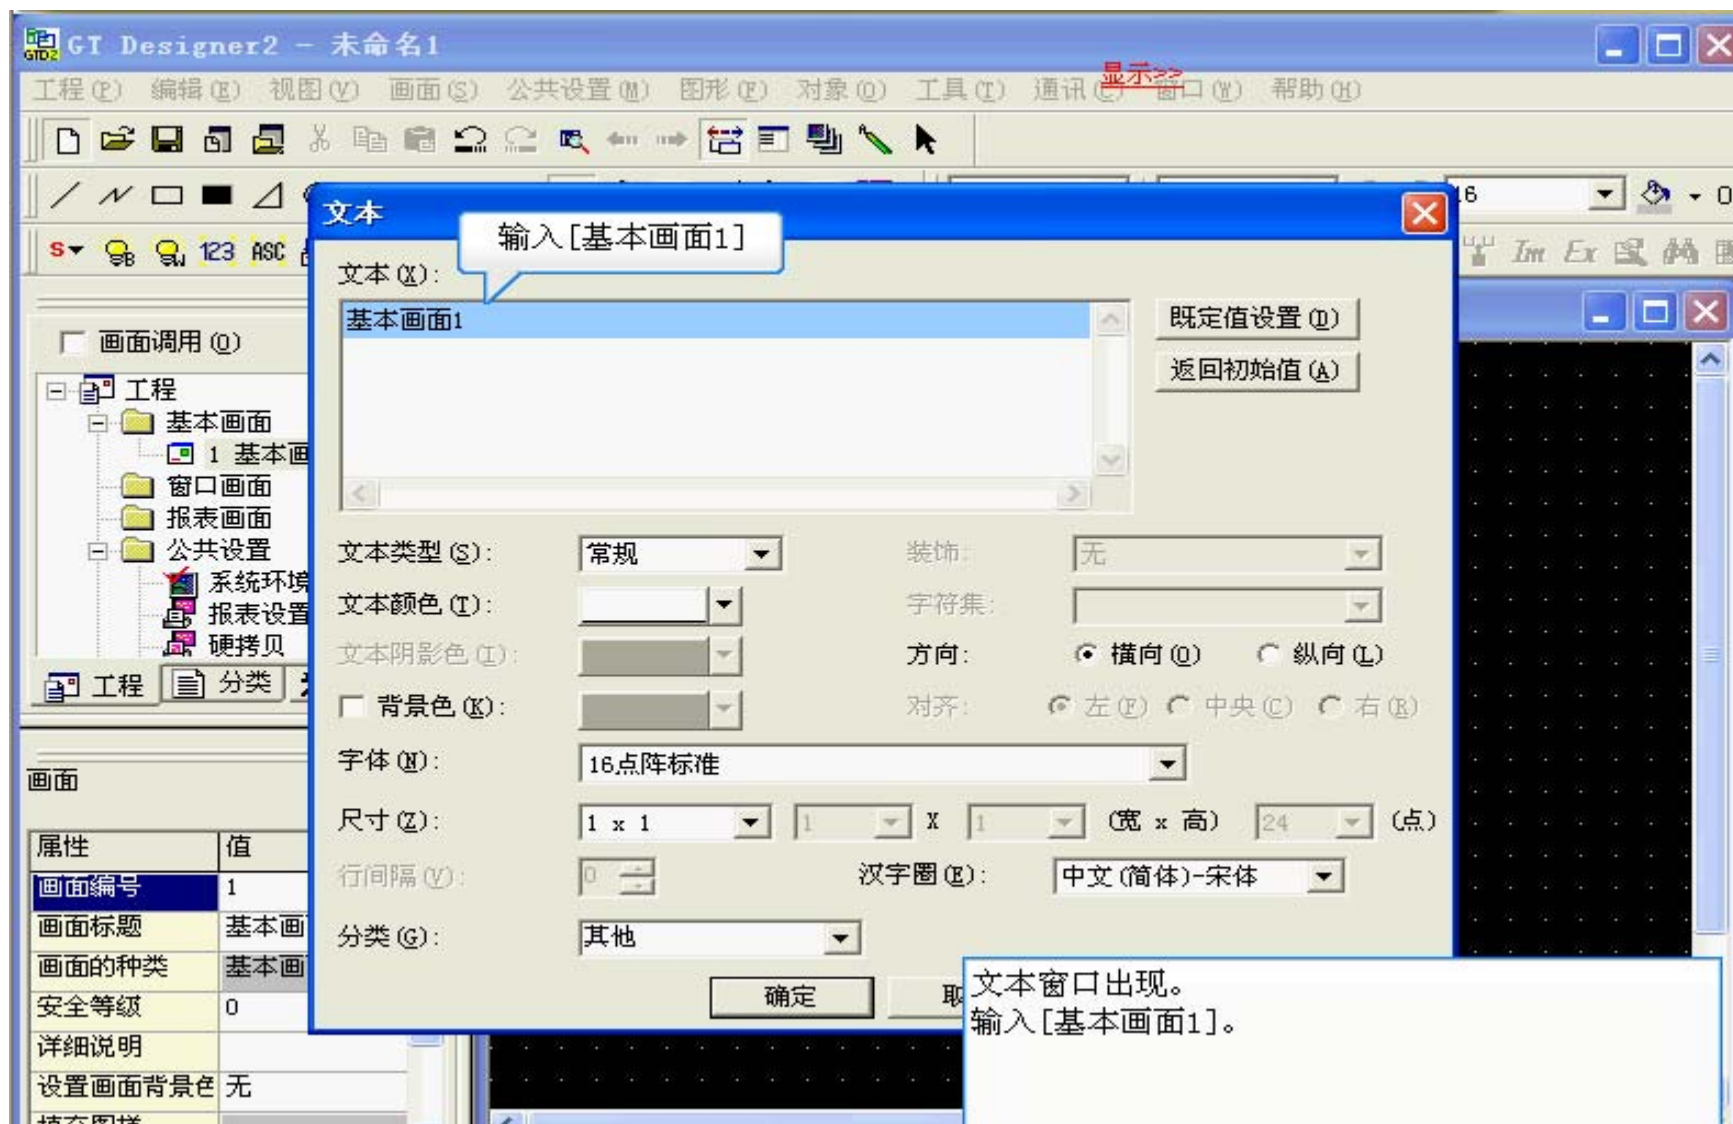 GT Designer2 - 未命名1
工程(P) 编辑(E) 视图(V) 画面(S) 公共设置(M) 图形(F) 对象(O) 工具(T) 通讯(C) 窗口(W) 帮助(H)
显示>>
16
S 123 ASC
Im Ex
文本
输入[基本画面1]
文本(X):
基本画面1
既定值设置(D)
返回初始值(A)
画面调用(O)
工程
基本画面
1 基本画
窗口画面
报表画面
公共设置
系统环境
报表设置
硬拷贝
工程 分类
文本类型(S): 常规 装饰: 无
文本颜色(T): 字符集:
文本阴影色(I): 方向: 横向(O) 纵向(L)
背景色(K): 对齐: 左(F) 中央(C) 右(R)
字体(N): 16点阵标准
尺寸(Z): 1 x 1 1 X 1 (宽 x 高) 24 (点)
行间隔(V): 0 汉字圈(E): 中文(简体)-宋体
分类(G): 其他
确定 取
画面
属性 值
画面编号 1
画面标题 基本画
画面的种类 基本画
安全等级 0
详细说明
设置画面背景色 无
填充图样
文本窗口出现。
输入[基本画面1]。